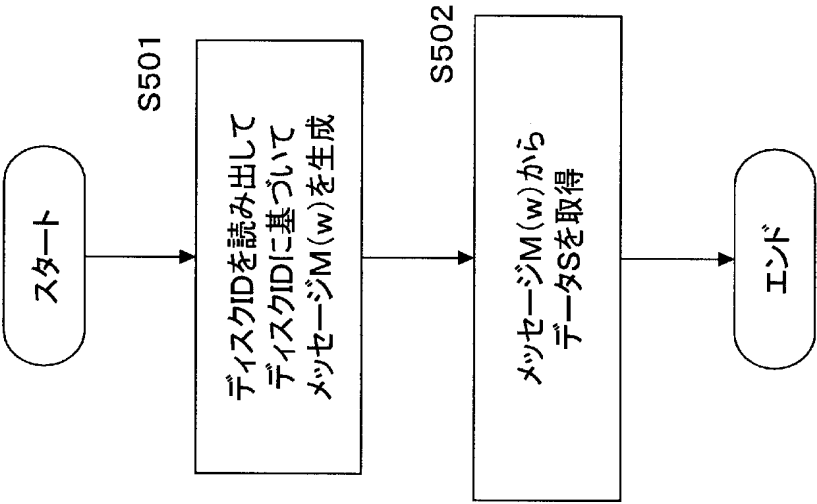 スタート
S501
ディスクIDを読み出して
ディスクIDに基づいて
メッセージM(w)を生成
S502
メッセージM(w)から
データSを取得
エンド